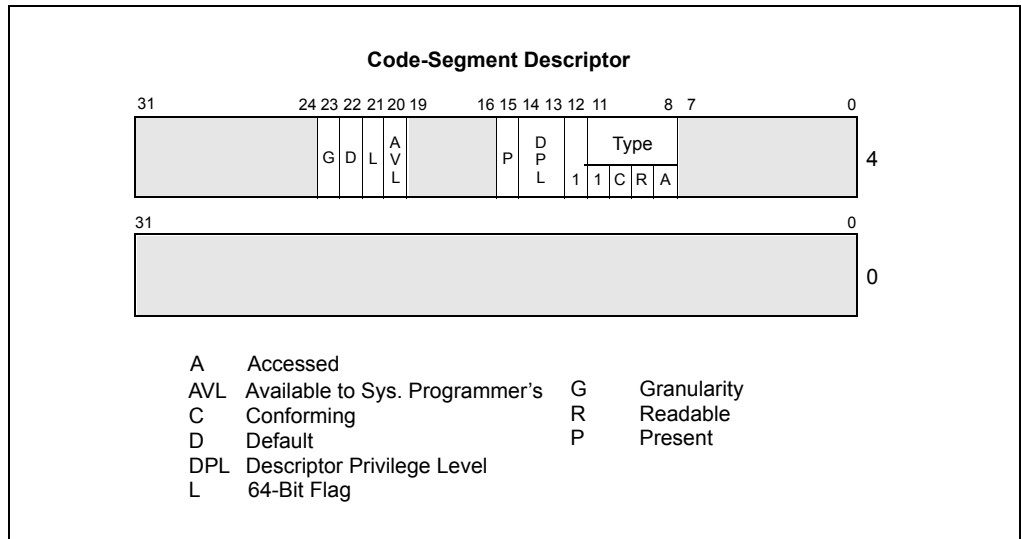 Code-Segment Descriptor
31 24 23 22 21 20 19 16 15 14 13 12 11 8 7 0
G D L AVL P DPL 1 Type 4
1 C R A
31 0
0
A Accessed
AVL Available to Sys. Programmer’s G Granularity
C Conforming R Readable
D Default P Present
DPL Descriptor Privilege Level
L 64-Bit Flag